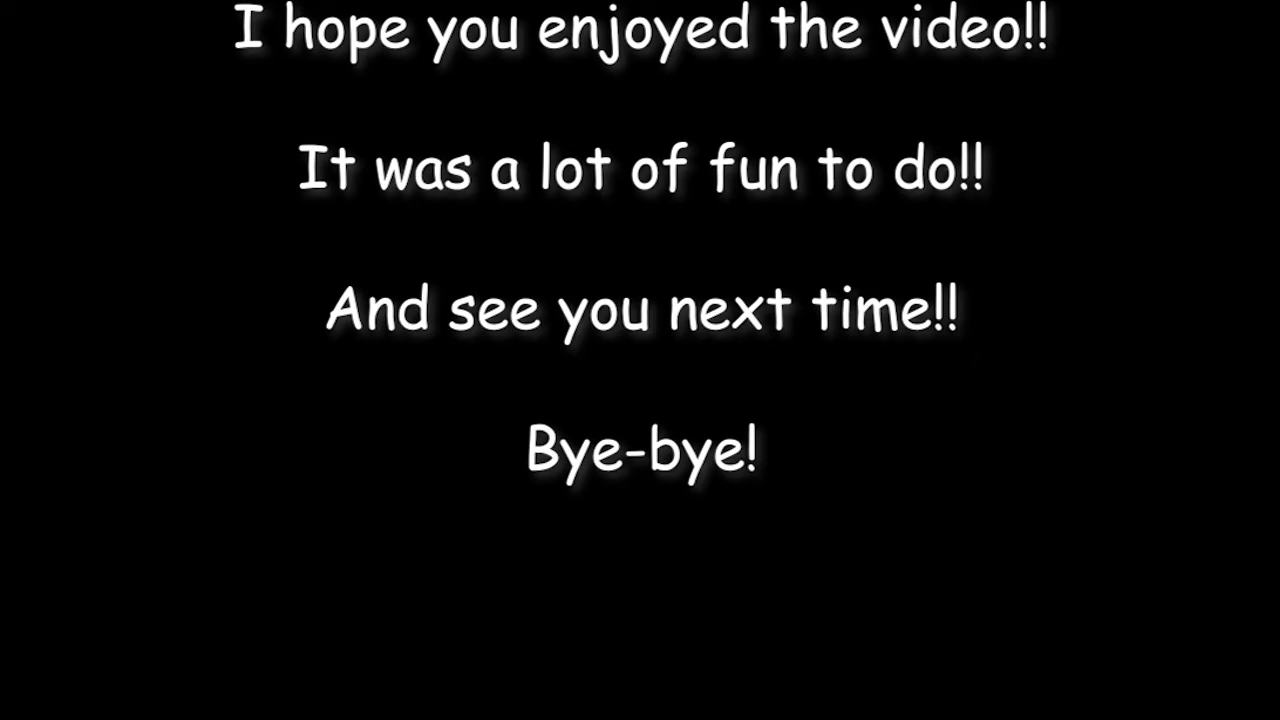 I hope you enjoyed the video!!
It was a lot of fun to do!!
And see you next time!!
Bye-bye!